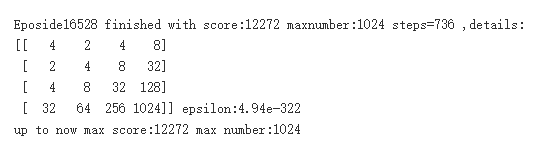 Eposide16528 finished with score:12272 maxnumber:1024 steps=736 ,details:
[[   4    2    4    8]
 [   2    4    8   32]
 [   4    8   32  128]
 [  32   64  256 1024]] epsilon:4.94e-322
up to now max score:12272 max number:1024